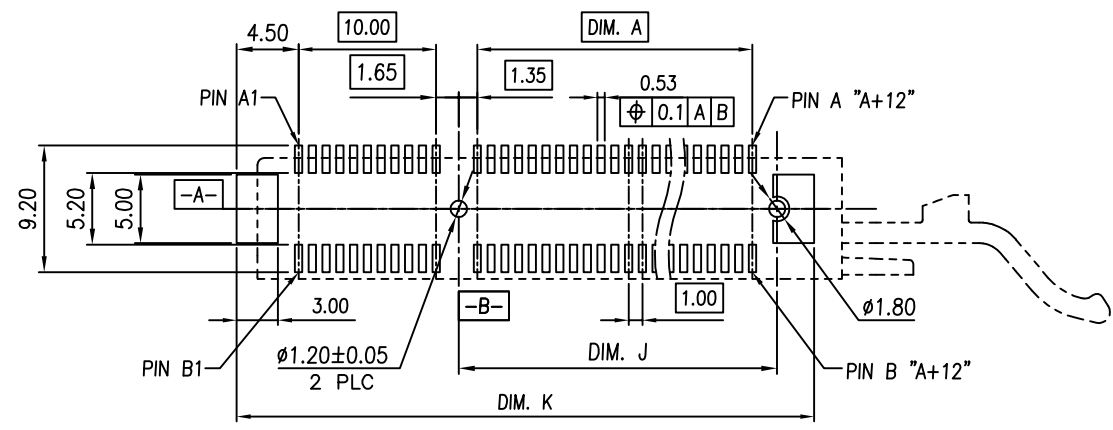 4.50
10.00
DIM. A
1.65
1.35
0.53
PIN A1
⌖ 0.1 A B
PIN A "A+12"
9.20
5.20
5.00
-A-
3.00
-B-
1.00
ø1.80
PIN B1
ø1.20±0.05
2 PLC
DIM. J
PIN B "A+12"
DIM. K